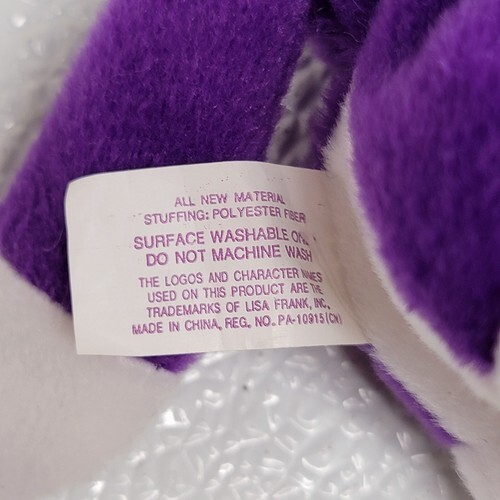 ALL NEW MATERIAL
STUFFING: POLYESTER FIBER
SURFACE WASHABLE
DO NOT MACHINE WASH
THE LOGOS AND CHARACTER NAMES
USED ON THIS PRODUCT ARE THE
TRADEMARKS OF LISA FRANK, INC.
MADE IN CHINA, REG. NO. PA-10915(CN)